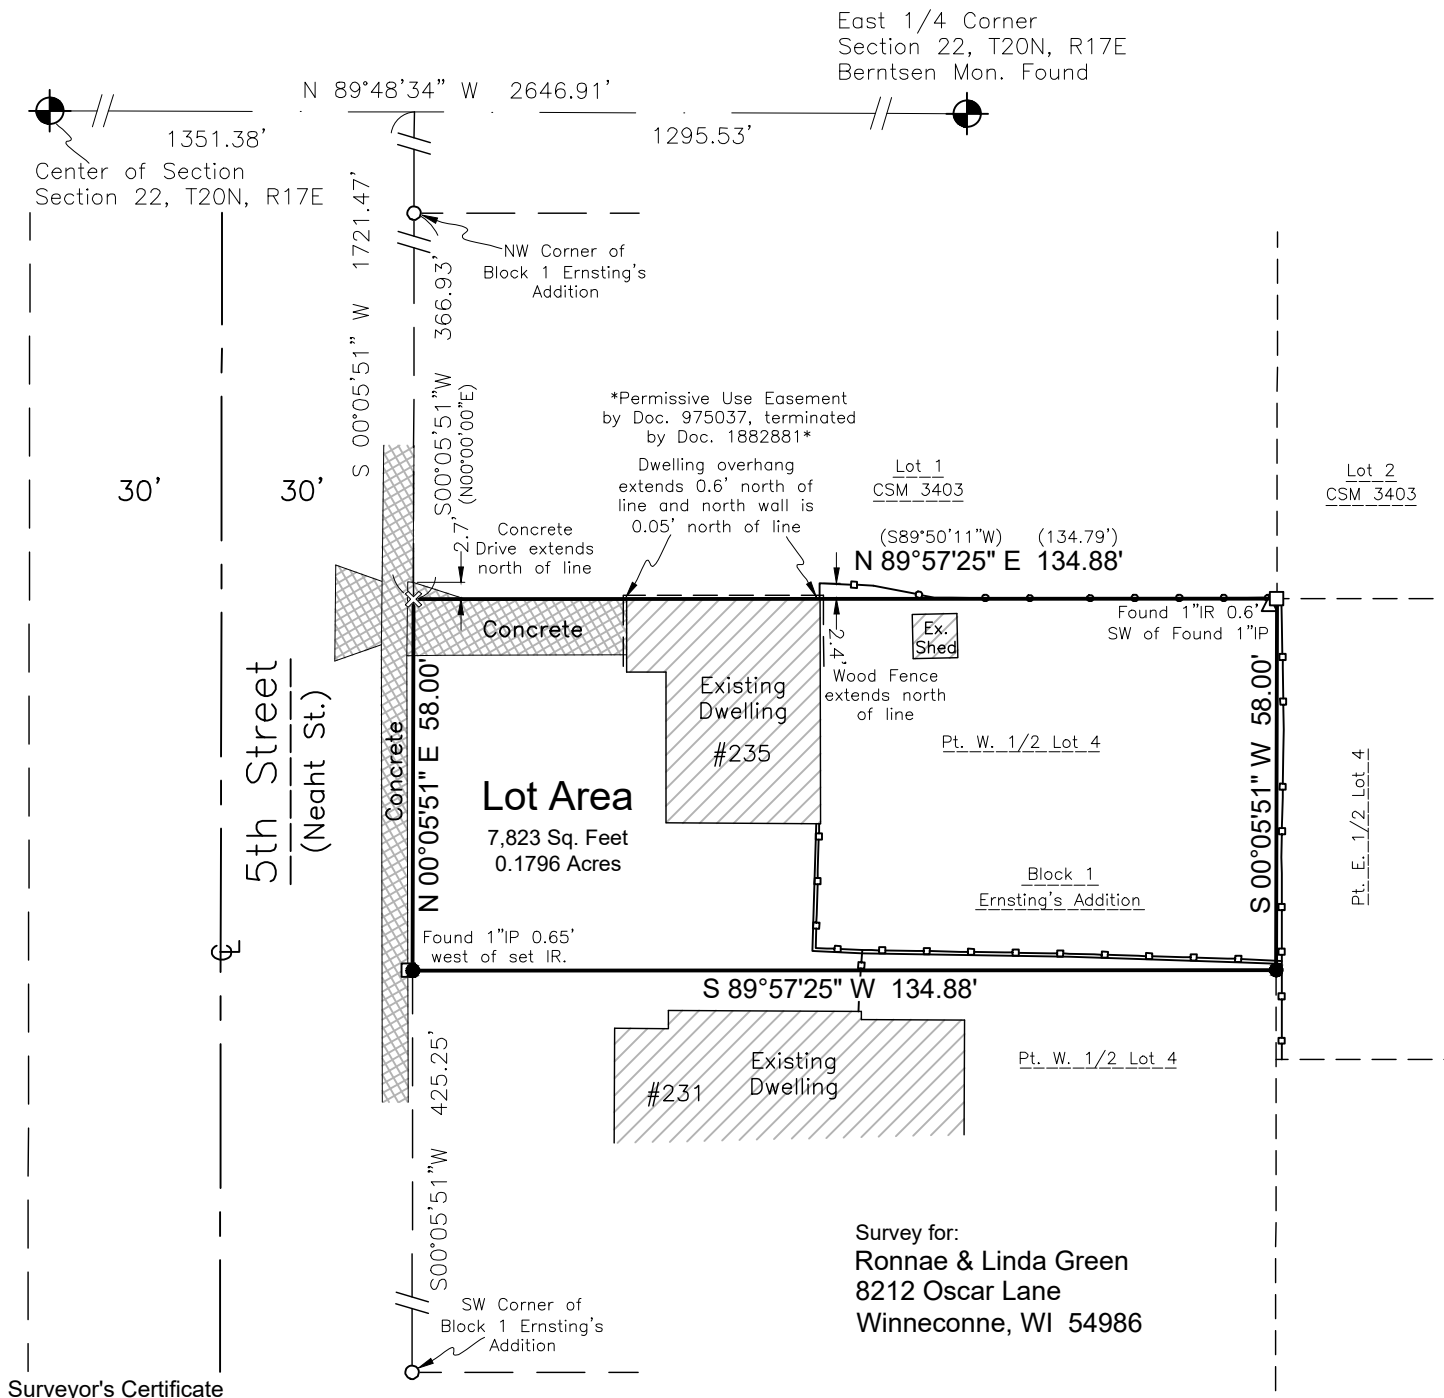 East 1/4 Corner
Section 22, T20N, R17E
Berntsen Mon. Found
N 89°48'34" W 2646.91'
1351.38'
1295.53'
Center of Section
Section 22, T20N, R17E
S 00°05'51" W 1721.47'
NW Corner of
Block 1 Ernsting's
Addition
S00°05'51"W 366.93'
(N00°00'00"E)
*Permissive Use Easement
by Doc. 975037, terminated
by Doc. 1882881*
Dwelling overhang
extends 0.6' north of
line and north wall is
0.05' north of line
Lot 1
CSM 3403
Lot 2
CSM 3403
30'
30'
2.7'
Concrete
Drive extends
north of line
(S89°50'11"W) (134.79')
N 89°57'25" E 134.88'
Found 1"IR 0.6'
SW of Found 1"IP
Concrete
Ex.
Shed
2.4'
Wood Fence
extends north
of line
Existing
Dwelling
#235
Pt. W. 1/2 Lot 4
5th Street
(Neaht St.)
Concrete
N 00°05'51" E 58.00'
Lot Area
7,823 Sq. Feet
0.1796 Acres
S 00°05'51" W 58.00'
Pt. E. 1/2 Lot 4
Block 1
Ernsting's Addition
Found 1"IP 0.65'
west of set IR.
CL
S 89°57'25" W 134.88'
Existing
Dwelling
#231
Pt. W. 1/2 Lot 4
S00°05'51"W 425.25'
SW Corner of
Block 1 Ernsting's
Addition
Survey for:
Ronnae & Linda Green
8212 Oscar Lane
Winneconne, WI 54986
Surveyor's Certificate